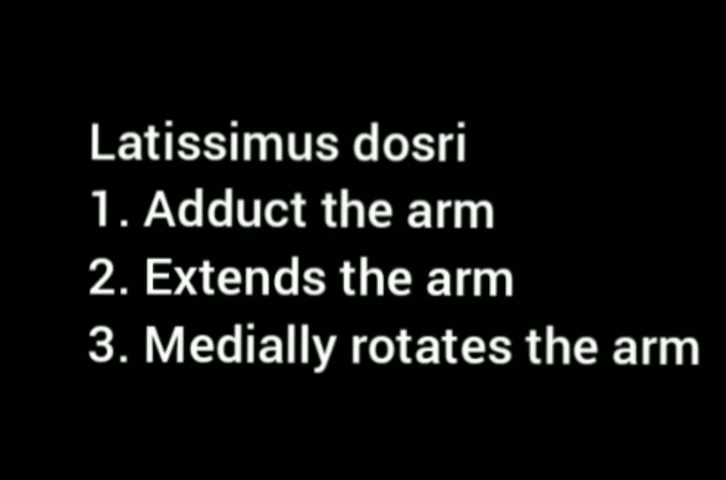 Latissimus dosri
1. Adduct the arm
2. Extends the arm
3. Medially rotates the arm